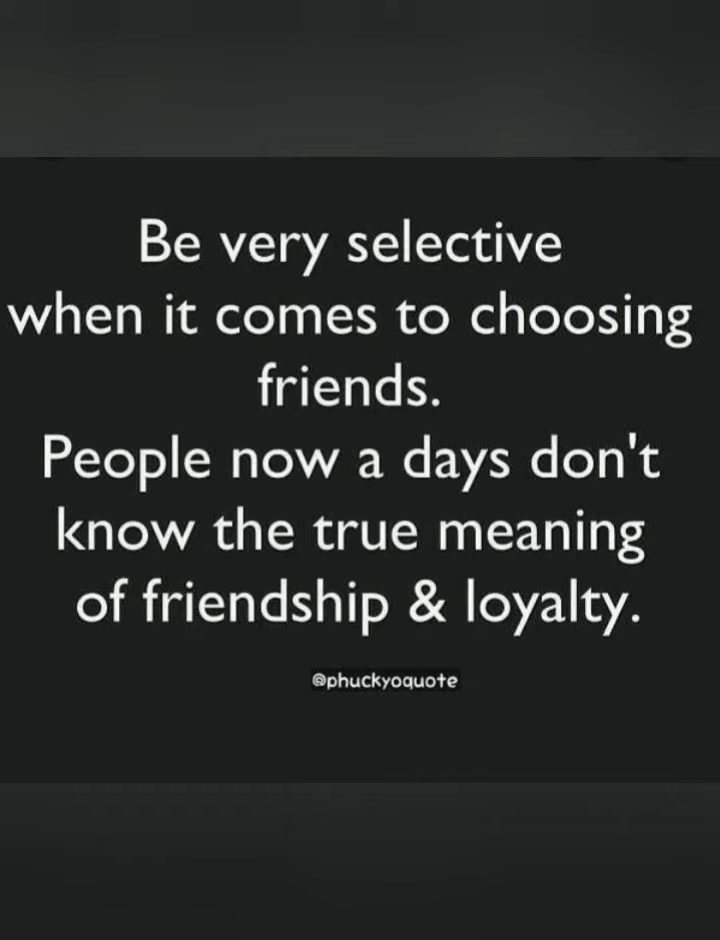 Be very selective
when it comes to choosing
friends.
People now a days don't
know the true meaning
of friendship & loyalty.
@phuckyoquote